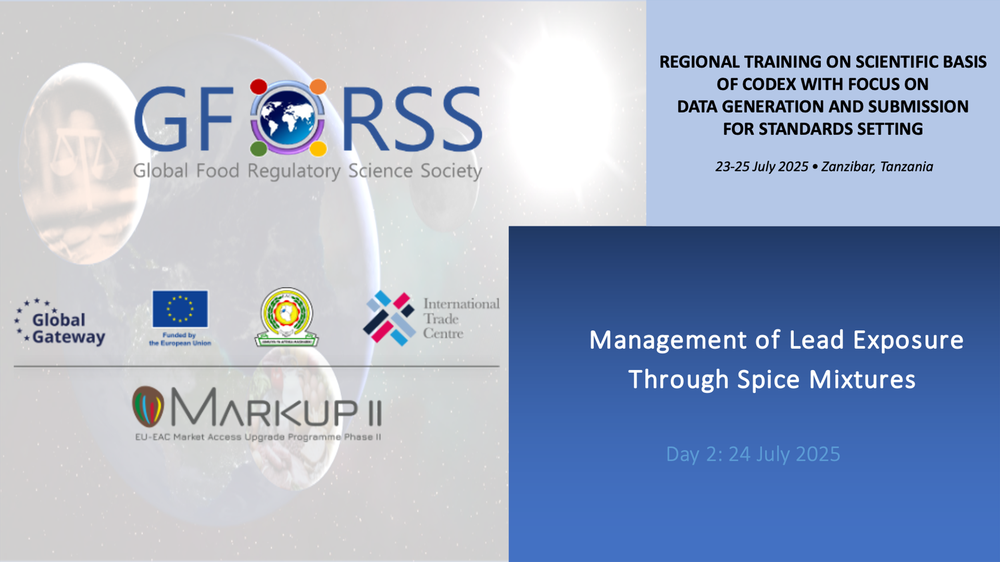 GFORSS
Global Food Regulatory Science Society
REGIONAL TRAINING ON SCIENTIFIC BASIS
OF CODEX WITH FOCUS ON
DATA GENERATION AND SUBMISSION
FOR STANDARDS SETTING
23-25 July 2025 • Zanzibar, Tanzania
Global
Gateway
Funded by
the European Union
International
Trade
Centre
MARKUP II
EU-EAC Market Access Upgrade Programme Phase II
Management of Lead Exposure
Through Spice Mixtures
Day 2: 24 July 2025